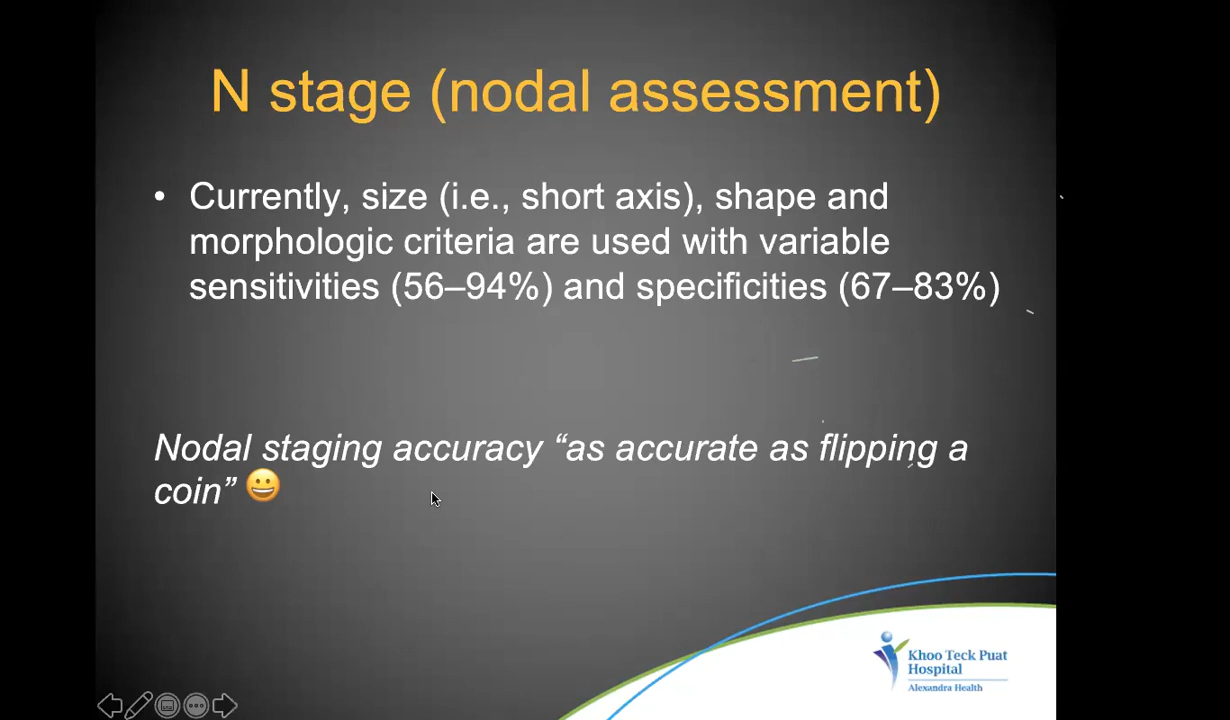 N stage (nodal assessment)
• Currently, size (i.e., short axis), shape and
morphologic criteria are used with variable
sensitivities (56–94%) and specificities (67–83%)
Nodal staging accuracy “as accurate as flipping a
coin” 😀
Khoo Teck Puat
Hospital
Alexandra Health